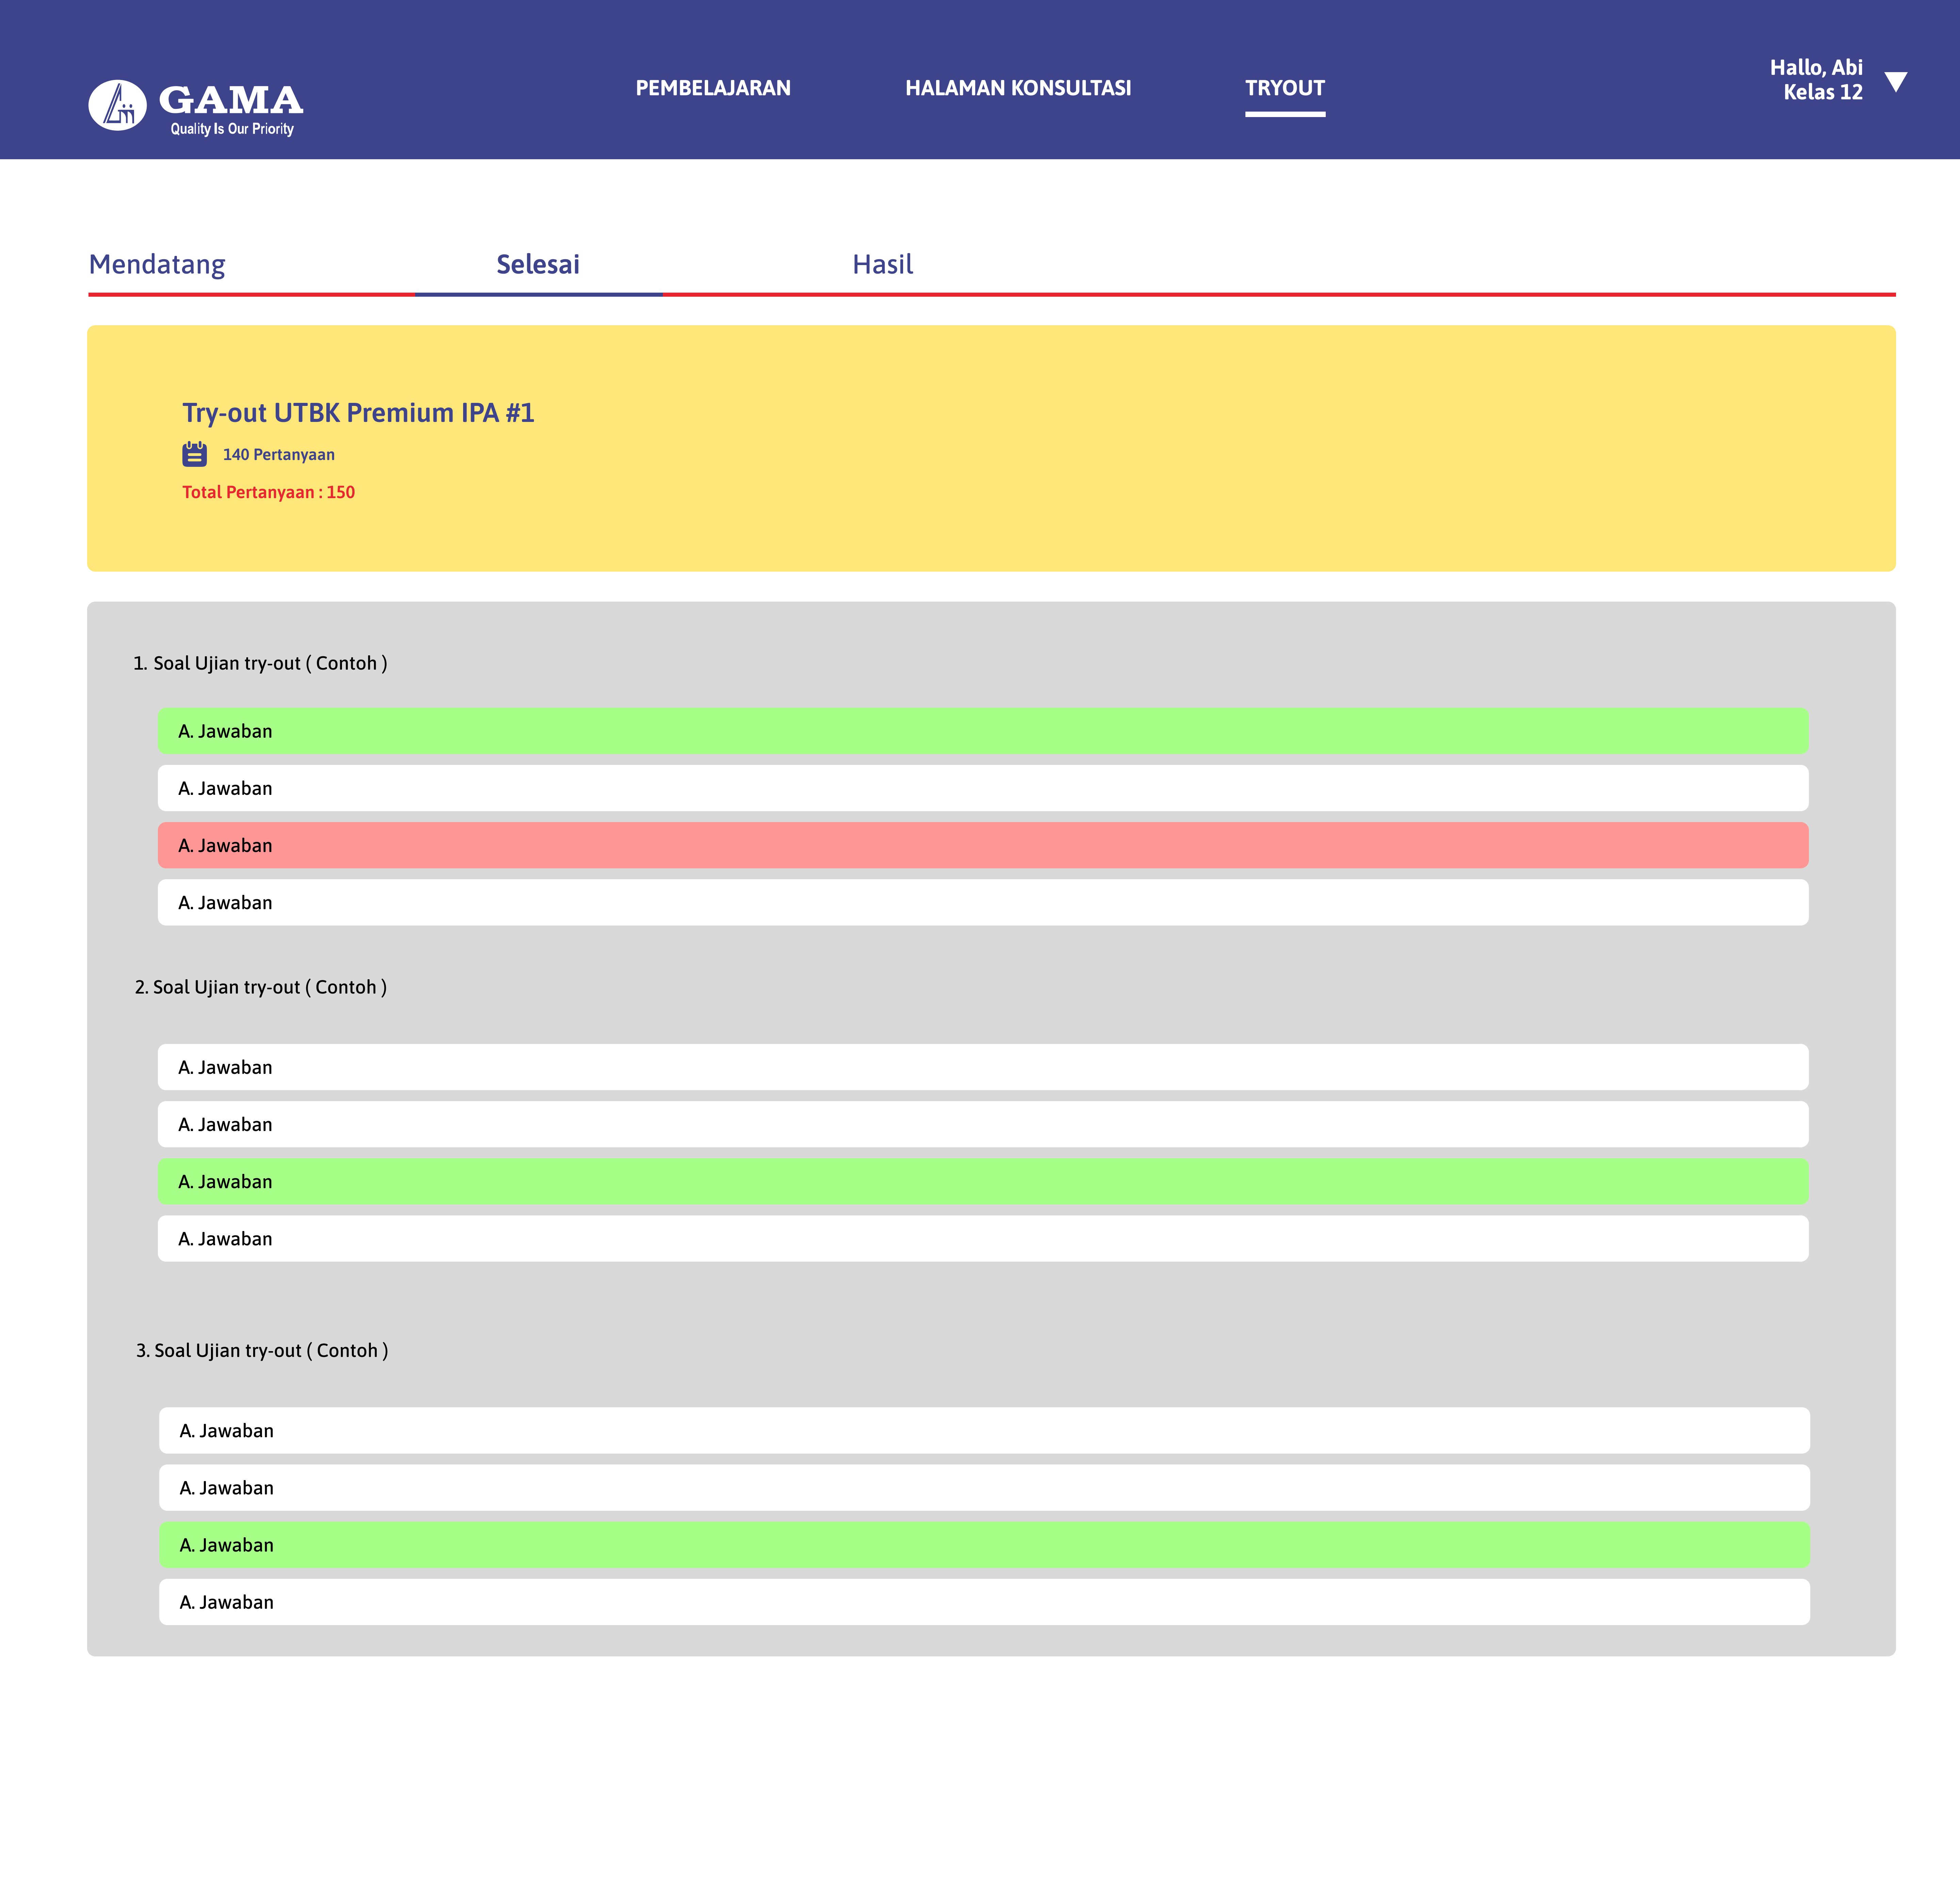 GAMA
Quality Is Our Priority
PEMBELAJARAN
HALAMAN KONSULTASI
TRYOUT
Hallo, Abi
Kelas 12
Mendatang
Selesai
Hasil
Try-out UTBK Premium IPA #1
140 Pertanyaan
Total Pertanyaan : 150
1. Soal Ujian try-out ( Contoh )
A. Jawaban
A. Jawaban
A. Jawaban
A. Jawaban
2. Soal Ujian try-out ( Contoh )
A. Jawaban
A. Jawaban
A. Jawaban
A. Jawaban
3. Soal Ujian try-out ( Contoh )
A. Jawaban
A. Jawaban
A. Jawaban
A. Jawaban